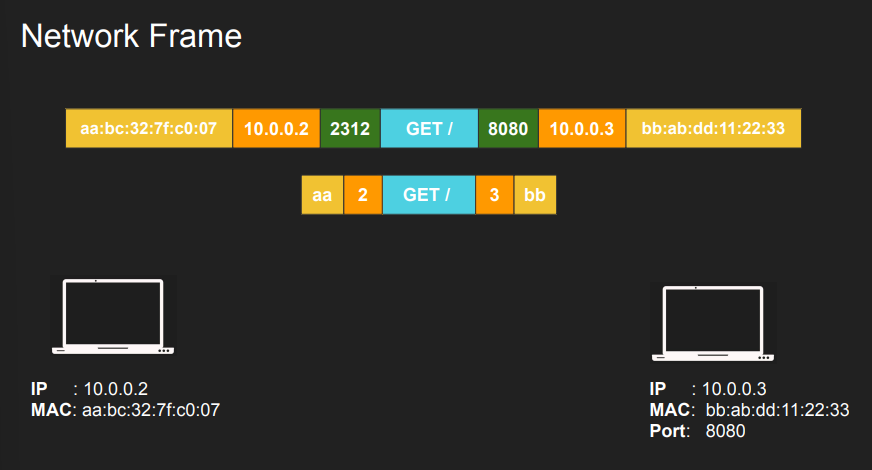 Network Frame
aa:bc:32:7f:c0:07 10.0.0.2 2312 GET / 8080 10.0.0.3 bb:ab:dd:11:22:33
aa 2 GET / 3 bb
IP : 10.0.0.2
MAC: aa:bc:32:7f:c0:07
IP : 10.0.0.3
MAC: bb:ab:dd:11:22:33
Port: 8080